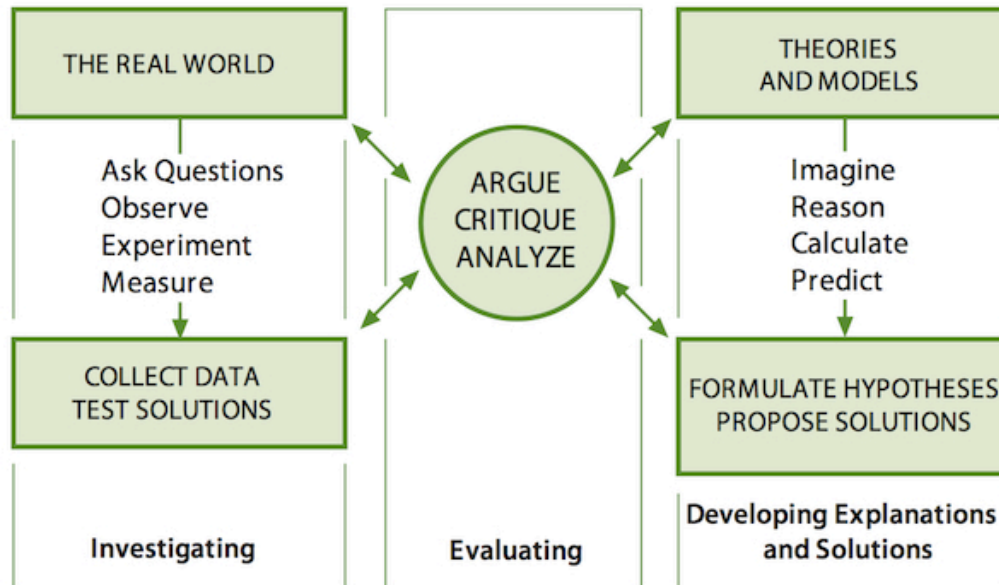 THE REAL WORLD
Ask Questions
Observe
Experiment
Measure
COLLECT DATA
TEST SOLUTIONS
Investigating
ARGUE
CRITIQUE
ANALYZE
Evaluating
THEORIES
AND MODELS
Imagine
Reason
Calculate
Predict
FORMULATE HYPOTHESES
PROPOSE SOLUTIONS
Developing Explanations
and Solutions